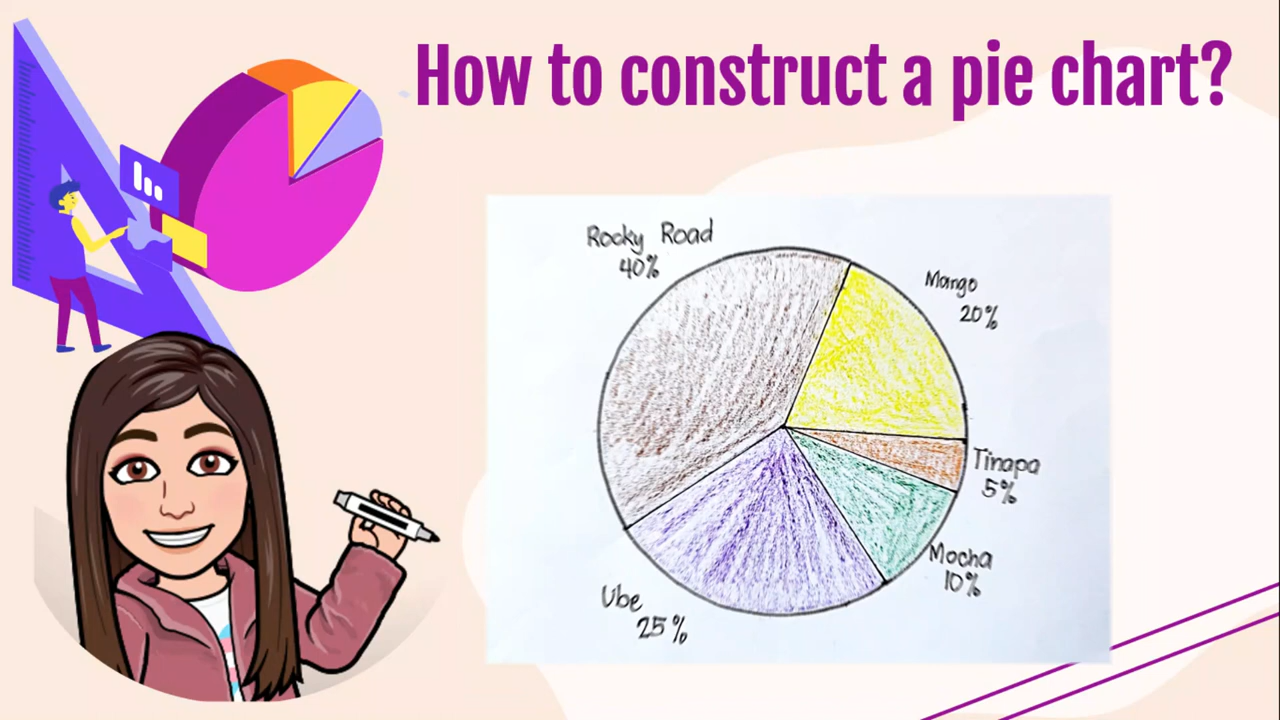 How to construct a pie chart?
Rocky Road
40%
Mango
20%
Tinapa
5%
Mocha
10%
Ube
25%